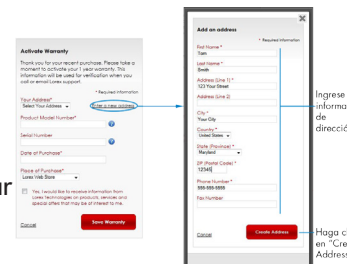 Activate Warranty
Thank you for your recent purchase. Please take a
moment to activate your 1 year warranty. This
information will be used for verification when you
call or email Lorex support.
* Required Information
Your Address*
Select Your Address
Enter a new address
Product Model Number*
Serial Number
Date of Purchase*
Place of Purchase*
Lorex Web Store
Yes, I would like to receive information from
Lorex Technologies on products, services and
special offers that may be of interest to me.
Cancel
Save Warranty
ur
Add an address
* Required Information
First Name *
Tom
Last Name *
Smith
Address (Line 1) *
123 Your Street
Address (Line 2)
City *
Your City
Country *
United States
State (Province) *
Maryland
ZIP (Postal Code) *
12345
Phone Number *
999-999-9999
Fax Number
Cancel
Create Address
Ingrese
informa
de
direcció
Haga c
en "Cre
Address